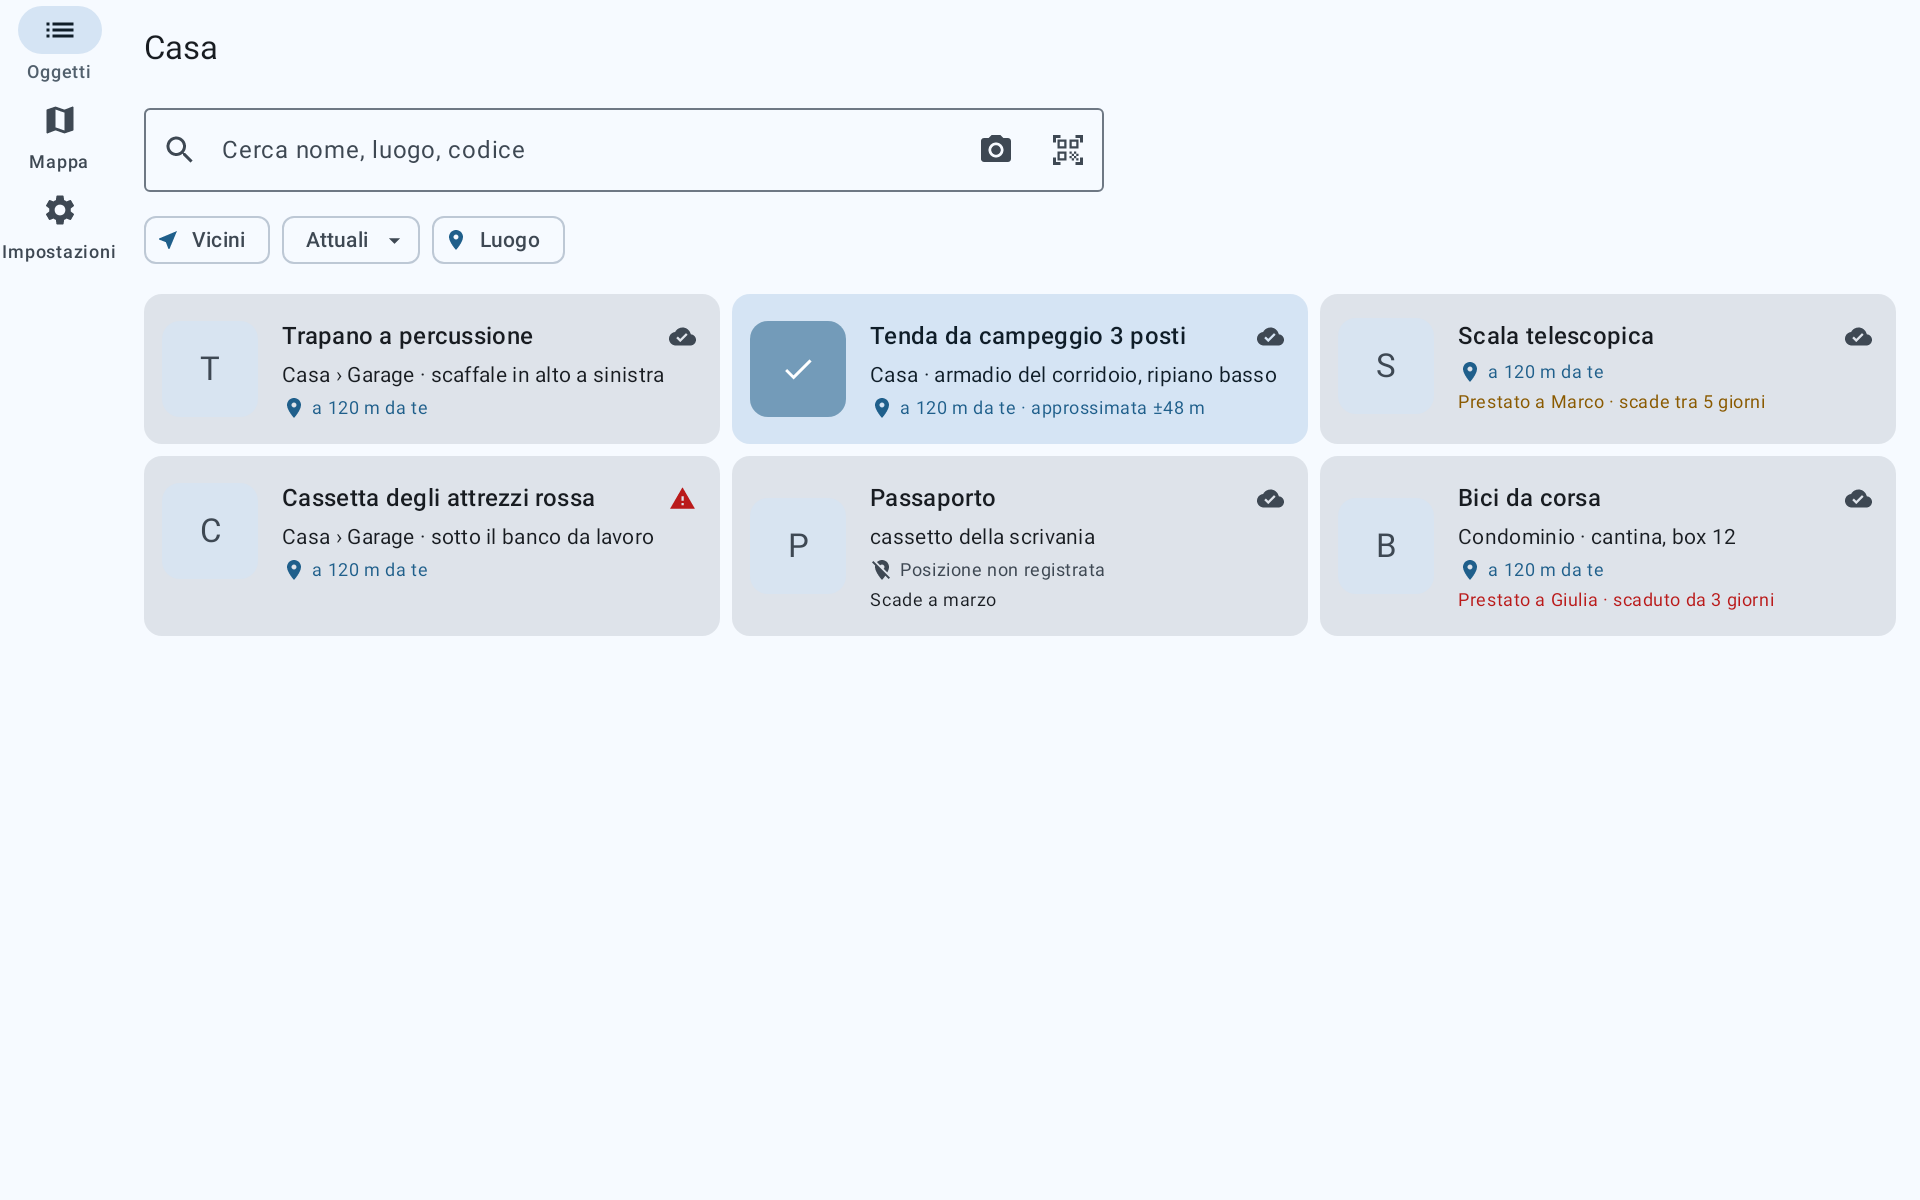 Oggetti
Mappa
Impostazioni
Casa
Cerca nome, luogo, codice
Vicini
Attuali
Luogo
T
Trapano a percussione
Casa › Garage · scaffale in alto a sinistra
a 120 m da te
Tenda da campeggio 3 posti
Casa · armadio del corridoio, ripiano basso
a 120 m da te · approssimata ±48 m
S
Scala telescopica
a 120 m da te
Prestato a Marco · scade tra 5 giorni
C
Cassetta degli attrezzi rossa
Casa › Garage · sotto il banco da lavoro
a 120 m da te
P
Passaporto
cassetto della scrivania
Posizione non registrata
Scade a marzo
B
Bici da corsa
Condominio · cantina, box 12
a 120 m da te
Prestato a Giulia · scaduto da 3 giorni